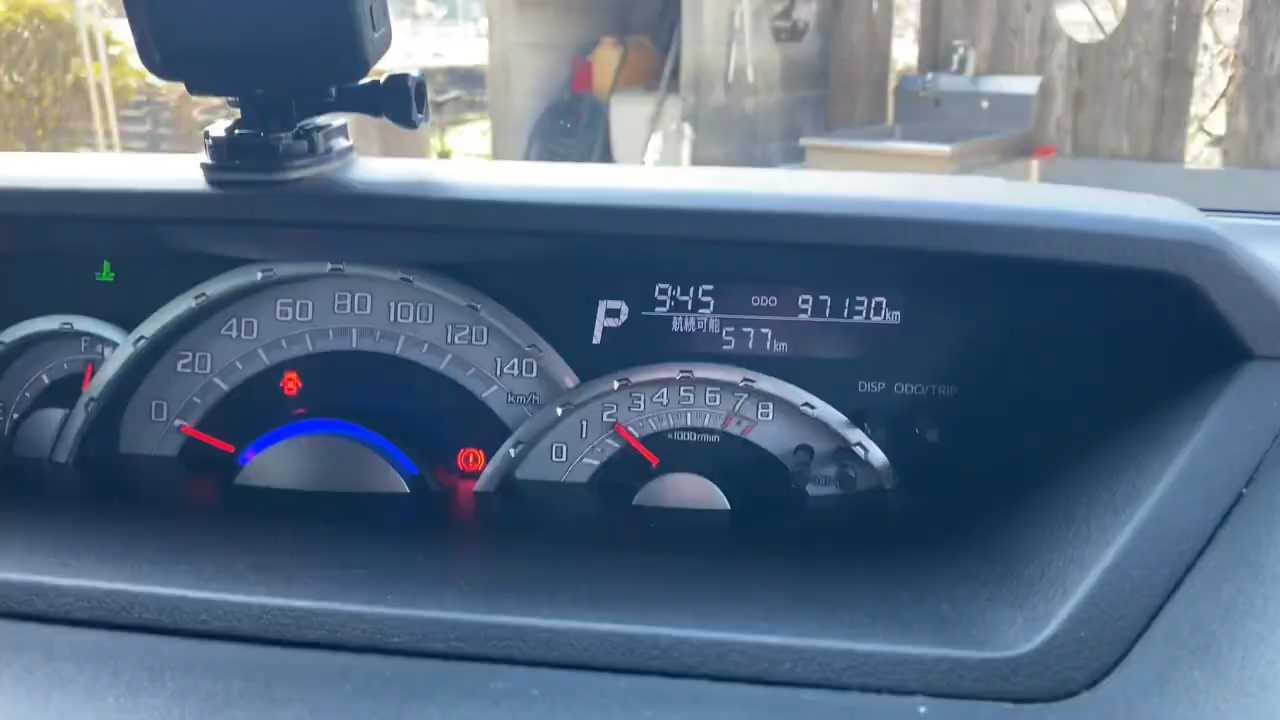 9:45 ODO 97130km
P
航続可能 577km
DISP ODO/TRIP
F
E
0 20 40 60 80 100 120 140
km/h
0 1 2 3 4 5 6 7 8
x1000r/min